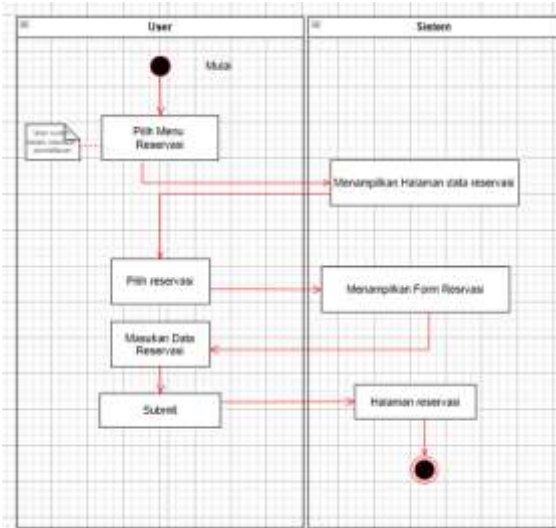 User
Sistem
Mulai
Pilih Menu
Reservasi
Menampilkan Halaman data reservasi
Pilih reservasi
Menampilkan Form Resrvasi
Masukan Data
Reservasi
Submit
Halaman reservasi